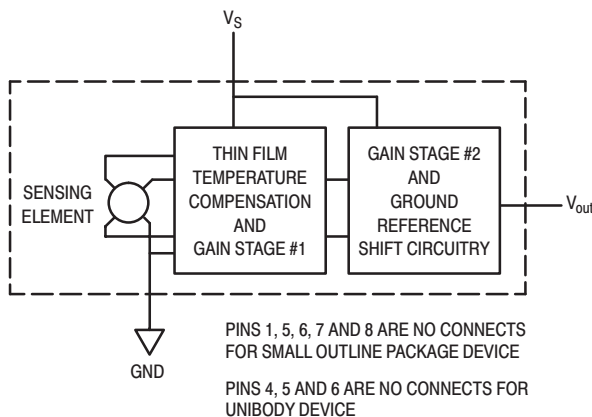 V_S
THIN FILM
TEMPERATURE
COMPENSATION
AND
GAIN STAGE #1
GAIN STAGE #2
AND
GROUND
REFERENCE
SHIFT CIRCUITRY
SENSING
ELEMENT
V_out
GND
PINS 1, 5, 6, 7 AND 8 ARE NO CONNECTS
FOR SMALL OUTLINE PACKAGE DEVICE
PINS 4, 5 AND 6 ARE NO CONNECTS FOR
UNIBODY DEVICE